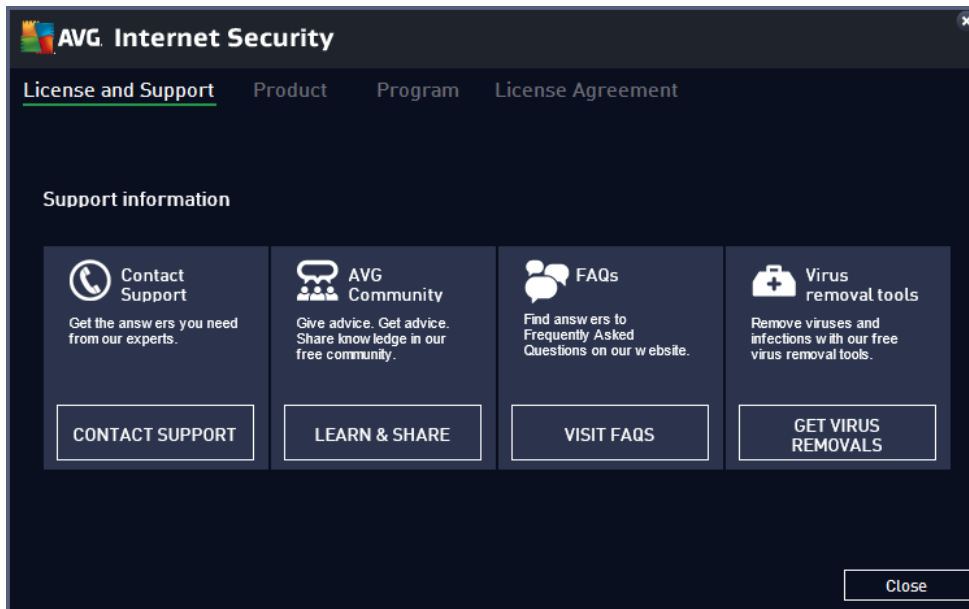 AVG Internet Security
License and Support Product Program License Agreement
Support information
Contact
Support
Get the answers you need
from our experts.
CONTACT SUPPORT
AVG
Community
Give advice. Get advice.
Share knowledge in our
free community.
LEARN & SHARE
FAQs
Find answers to
Frequently Asked
Questions on our website.
VISIT FAQS
Virus
removal tools
Remove viruses and
infections with our free
virus removal tools.
GET VIRUS
REMOVALS
Close